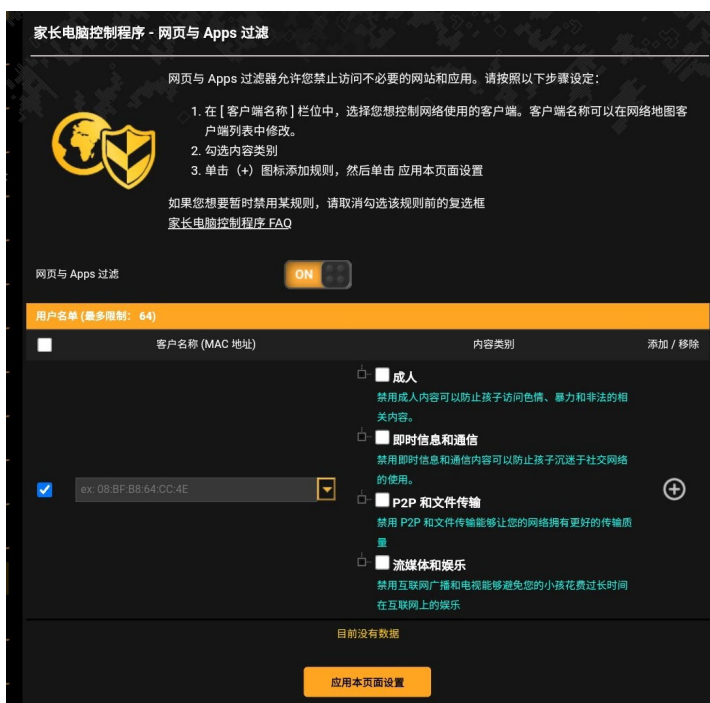 家长电脑控制程序 - 网页与 Apps 过滤
网页与 Apps 过滤器允许您禁止访问不必要的网站和应用。请按照以下步骤设定：
1. 在 [ 客户端名称 ] 栏位中，选择您想控制网络使用的客户端。客户端名称可以在网络地图客
户端列表中修改。
2. 勾选内容类别
3. 单击（+）图标添加规则，然后单击 应用本页面设置
如果您想要暂时禁用某规则，请取消勾选该规则前的复选框
家长电脑控制程序 FAQ
网页与 Apps 过滤
ON
用户名单 (最多限制： 64)
客户名称 (MAC 地址)
内容类别
添加 / 移除
成人
禁用成人内容可以防止孩子访问色情、暴力和非法的相
关内容。
即时信息和通信
禁用即时信息和通信内容可以防止孩子沉迷于社交网络
的使用。
ex: 08:BF:B8:64:CC:4E
P2P 和文件传输
禁用 P2P 和文件传输能够让您的网络拥有更好的传输质
量
流媒体和娱乐
禁用互联网广播和电视能够避免您的小孩花费过长时间
在互联网上的娱乐
目前没有数据
应用本页面设置